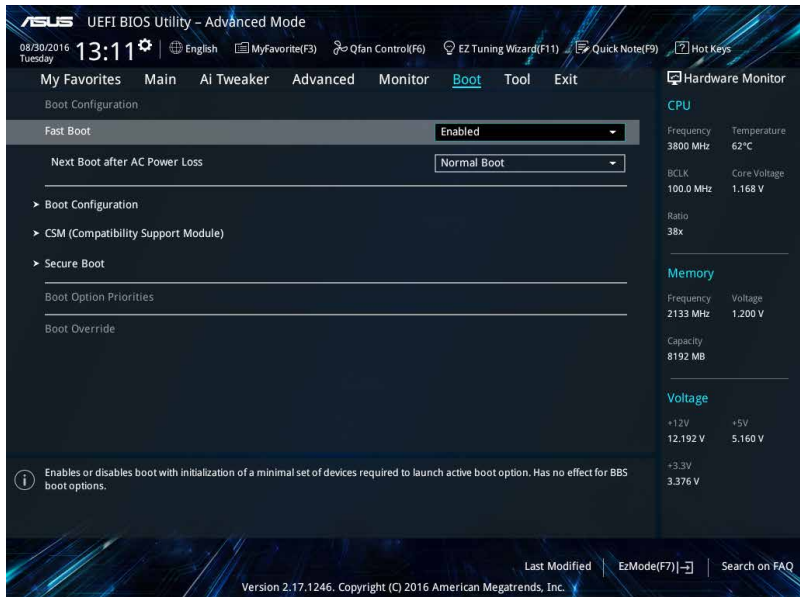 ASUS UEFI BIOS Utility – Advanced Mode
08/30/2016 Tuesday 13:11 English MyFavorite(F3) Qfan Control(F6) EZ Tuning Wizard(F11) Quick Note(F9) ? Hot Keys
My Favorites Main Ai Tweaker Advanced Monitor Boot Tool Exit
Boot Configuration
Fast Boot Enabled
Next Boot after AC Power Loss Normal Boot
> Boot Configuration
> CSM (Compatibility Support Module)
> Secure Boot
Boot Option Priorities
Boot Override
Enables or disables boot with initialization of a minimal set of devices required to launch active boot option. Has no effect for BBS
boot options.
Hardware Monitor
CPU
Frequency Temperature
3800 MHz 62°C
BCLK Core Voltage
100.0 MHz 1.168 V
Ratio
38x
Memory
Frequency Voltage
2133 MHz 1.200 V
Capacity
8192 MB
Voltage
+12V +5V
12.192 V 5.160 V
+3.3V
3.376 V
Last Modified EzMode(F7) Search on FAQ
Version 2.17.1246. Copyright (C) 2016 American Megatrends, Inc.